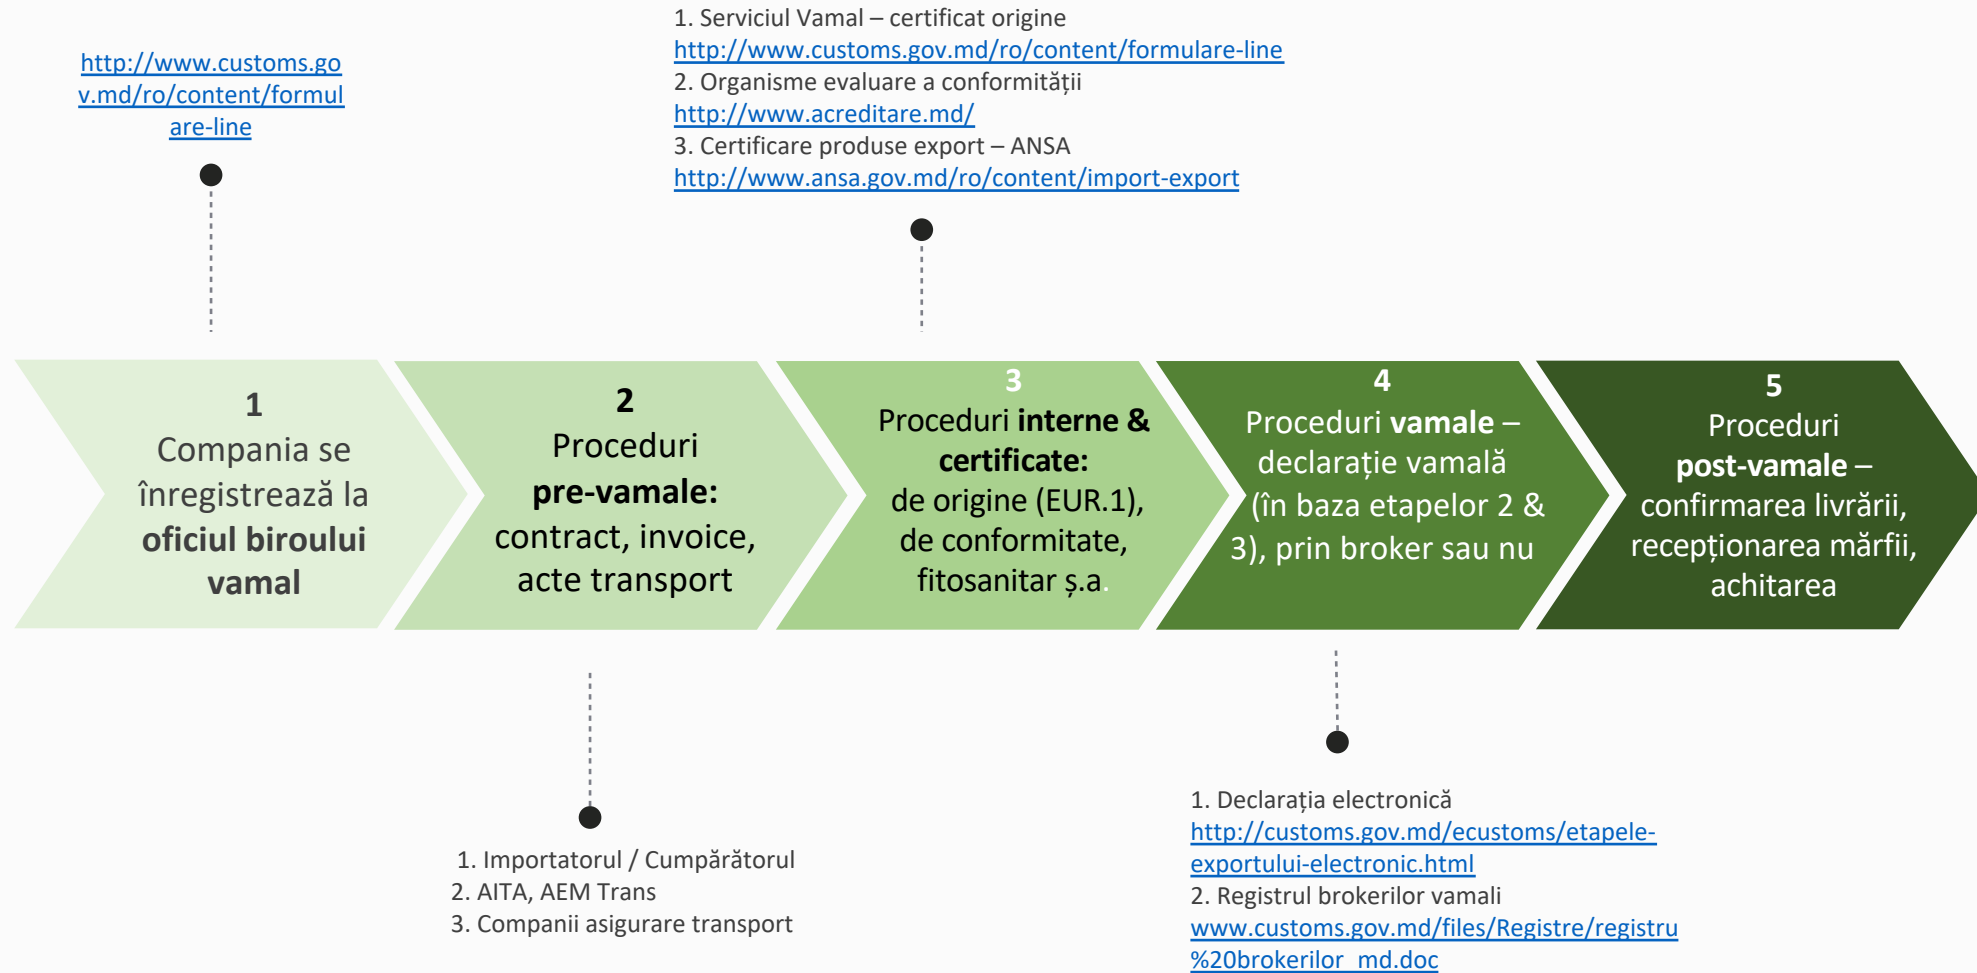 http://www.customs.go
v.md/ro/content/formul
are-line
1. Serviciul Vamal – certificat origine
http://www.customs.gov.md/ro/content/formulare-line
2. Organisme evaluare a conformității
http://www.acreditare.md/
3. Certificare produse export – ANSA
http://www.ansa.gov.md/ro/content/import-export
1
Compania se
înregistrează la
oficiul biroului
vamal
2
Proceduri
pre-vamale:
contract, invoice,
acte transport
3
Proceduri interne &
certificate:
de origine (EUR.1),
de conformitate,
fitosanitar ș.a.
4
Proceduri vamale –
declarație vamală
(în baza etapelor 2 &
3), prin broker sau nu
5
Proceduri
post-vamale –
confirmarea livrării,
recepționarea mărfii,
achitarea
1. Importatorul / Cumpărătorul
2. AITA, AEM Trans
3. Companii asigurare transport
1. Declarația electronică
http://customs.gov.md/ecustoms/etapele-
exportului-electronic.html
2. Registrul brokerilor vamali
www.customs.gov.md/files/Registre/registru
%20brokerilor_md.doc